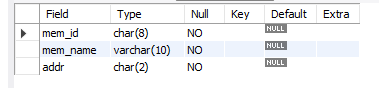 Field Type Null Key Default Extra
mem_id char(8) NO NULL
mem_name varchar(10) NO NULL
addr char(2) NO NULL